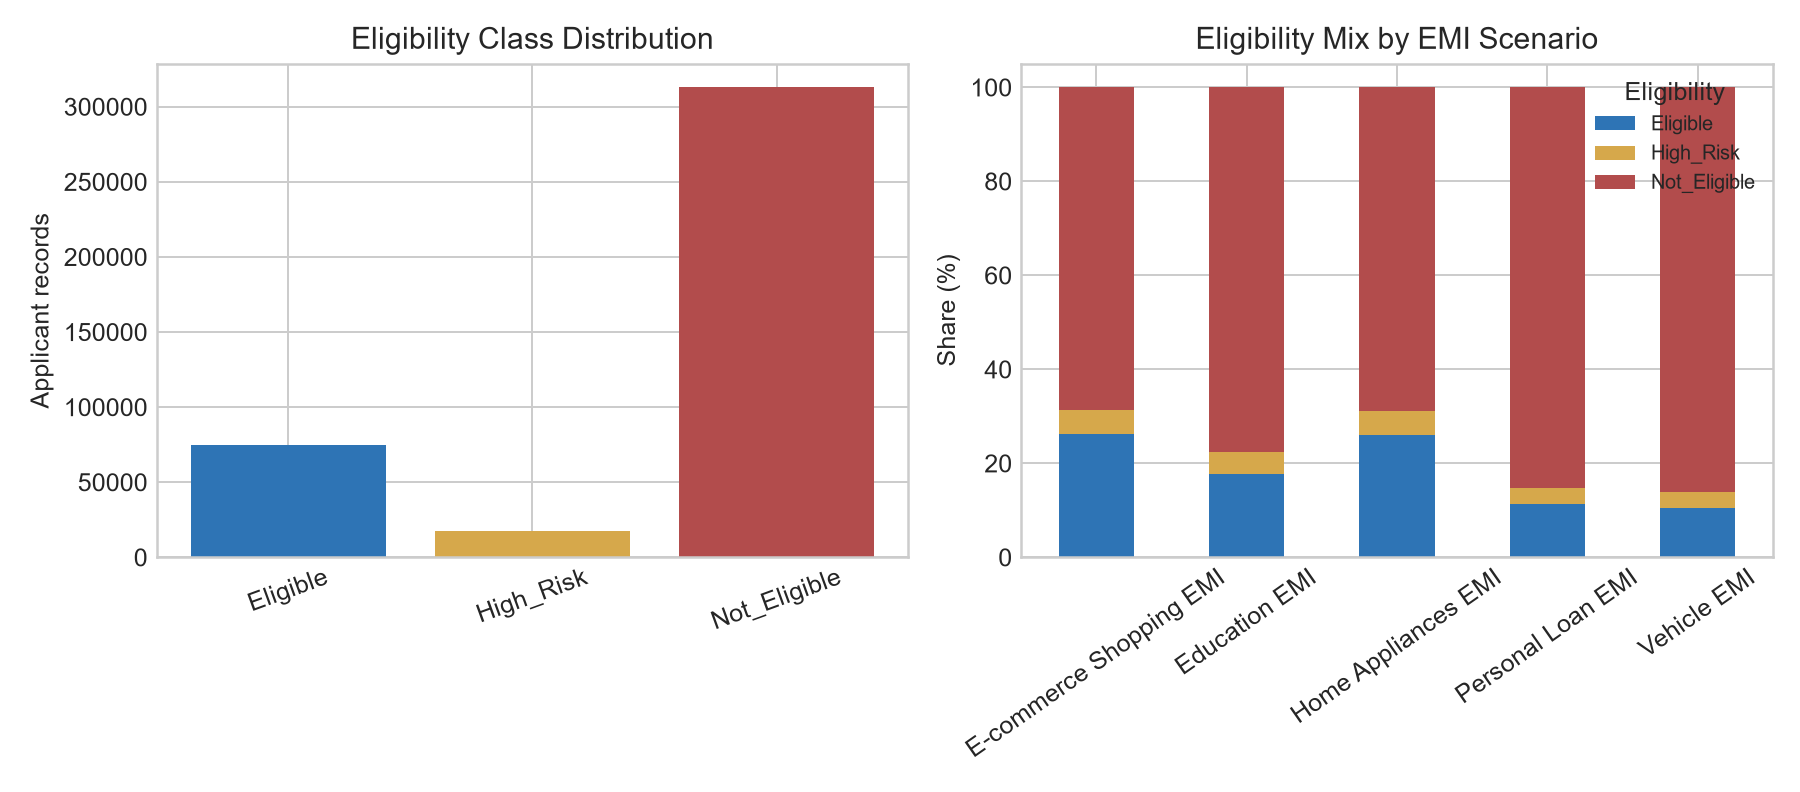 Eligibility Class Distribution
Applicant records
300000
250000
200000
150000
100000
50000
0
Eligible
High_Risk
Not_Eligible
Eligibility Mix by EMI Scenario
Share (%)
100
80
60
40
20
0
Eligibility
Eligible
High_Risk
Not_Eligible
E-commerce Shopping EMI
Education EMI
Home Appliances EMI
Personal Loan EMI
Vehicle EMI